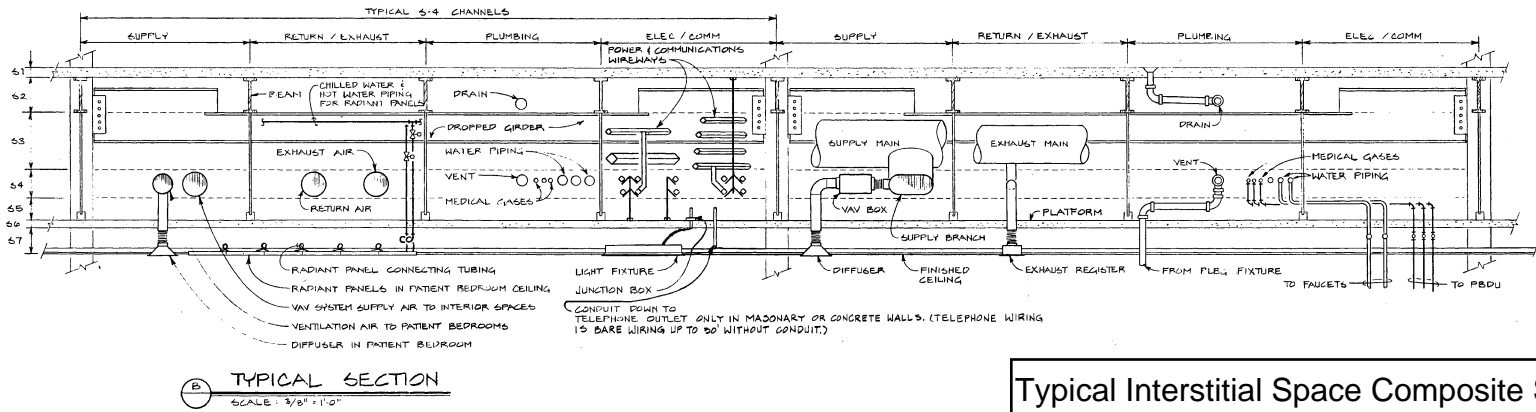 TYPICAL S-4 CHANNELS
SUPPLY
RETURN / EXHAUST
PLUMBING
ELEC / COMM
SUPPLY
RETURN / EXHAUST
PLUMBING
ELEC / COMM
POWER & COMMUNICATIONS
WIREWAYS
S1
S2
S3
S4
S5
S6
S7
BEAM
CHILLED WATER &
HOT WATER PIPING
FOR RADIANT PANELS
DRAIN
DROPPED GIRDER
EXHAUST AIR
WATER PIPING
VENT
MEDICAL GASES
RETURN AIR
SUPPLY MAIN
EXHAUST MAIN
DRAIN
VENT
MEDICAL GASES
WATER PIPING
VAV BOX
PLATFORM
SUPPLY BRANCH
RADIANT PANEL CONNECTING TUBING
RADIANT PANELS IN PATIENT BEDROOM CEILING
VAV SYSTEM SUPPLY AIR TO INTERIOR SPACES
VENTILATION AIR TO PATIENT BEDROOMS
DIFFUSER IN PATIENT BEDROOM
LIGHT FIXTURE
JUNCTION BOX
CONDUIT DOWN TO
TELEPHONE OUTLET ONLY IN MASONARY OR CONCRETE WALLS. (TELEPHONE WIRING
IS BARE WIRING UP TO 50' WITHOUT CONDUIT.)
DIFFUSER
FINISHED
CEILING
EXHAUST REGISTER
FROM PLBG FIXTURE
TO FAUCETS
TO PBDU
B
TYPICAL SECTION
SCALE: 3/8" = 1'-0"
Typical Interstitial Space Composite S